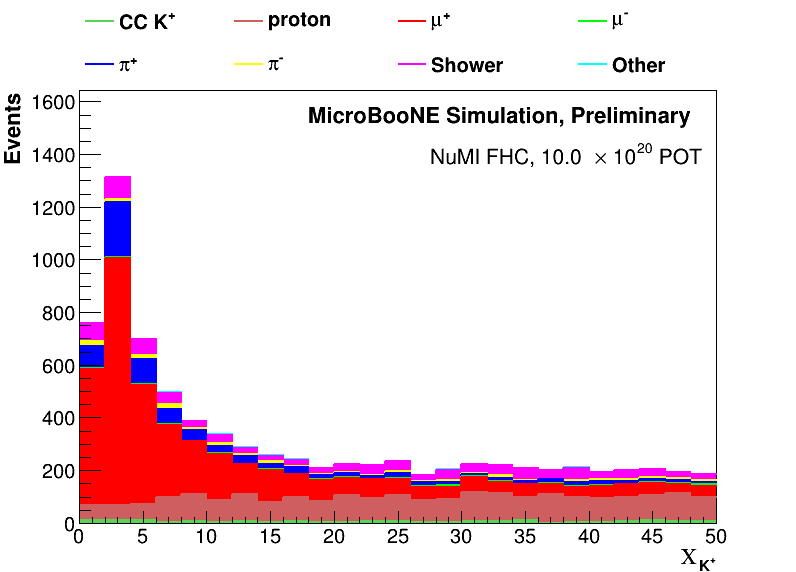 CC K⁺ proton μ⁺ μ⁻
π⁺ π⁻ Shower Other
MicroBooNE Simulation, Preliminary
NuMI FHC, 10.0 × 10²⁰ POT
Events
1600
1400
1200
1000
800
600
400
200
0
0 5 10 15 20 25 30 35 40 45 50
χ_K⁺